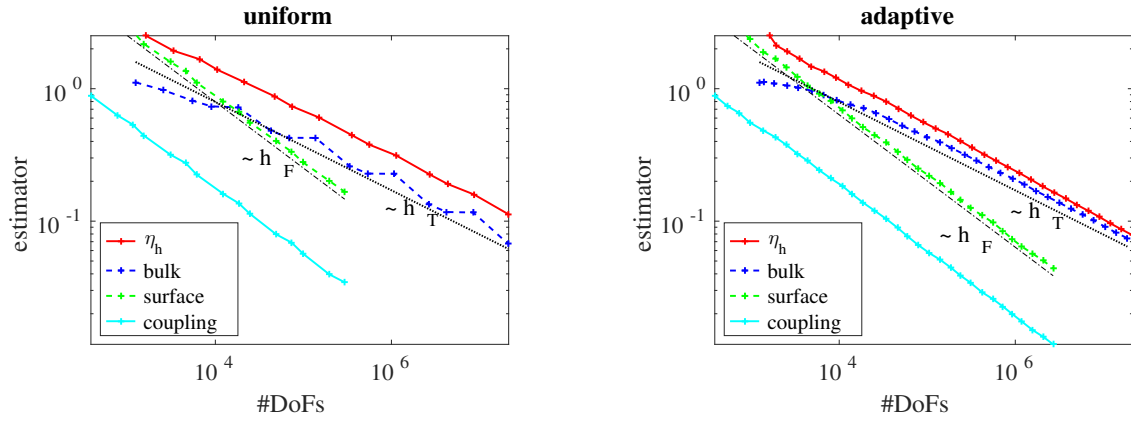 uniform
estimator
10^0
10^-1
~ h_F
~ h_T
η_h
bulk
surface
coupling
10^4
10^6
#DoFs
adaptive
estimator
10^0
10^-1
~ h_T
~ h_F
η_h
bulk
surface
coupling
10^4
10^6
#DoFs